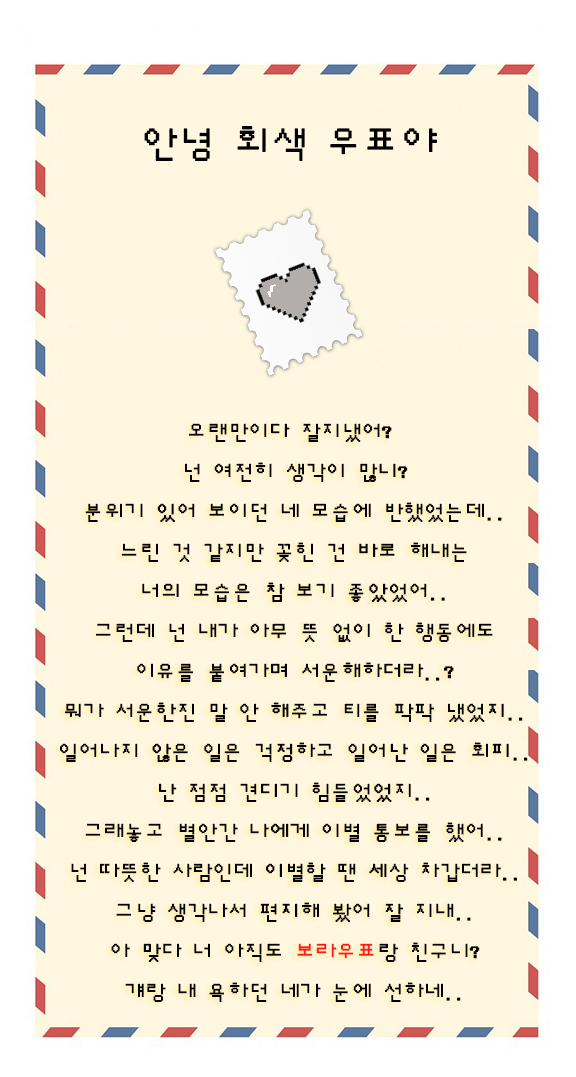 안녕 회색 우표야
오랜만이다 잘지냈어?
넌 여전히 생각이 많니?
분위기 있어 보이던 네 모습에 반했었는데..
느린 것 같지만 꽂힌 건 바로 해내는
너의 모습은 참 보기 좋았었어..
그런데 넌 내가 아무 뜻 없이 한 행동에도
이유를 붙여가며 서운해하더라..?
뭐가 서운한진 말 안 해주고 티를 팍팍 냈었지..
일어나지 않은 일은 걱정하고 일어난 일은 회피..
난 점점 견디기 힘들었었지..
그래놓고 별안간 나에게 이별 통보를 했어..
넌 따뜻한 사람인데 이별할 땐 세상 차갑더라..
그냥 생각나서 편지해 봤어 잘 지내..
아 맞다 너 아직도 보라우표랑 친구니?
걔랑 내 욕하던 네가 눈에 선하네..